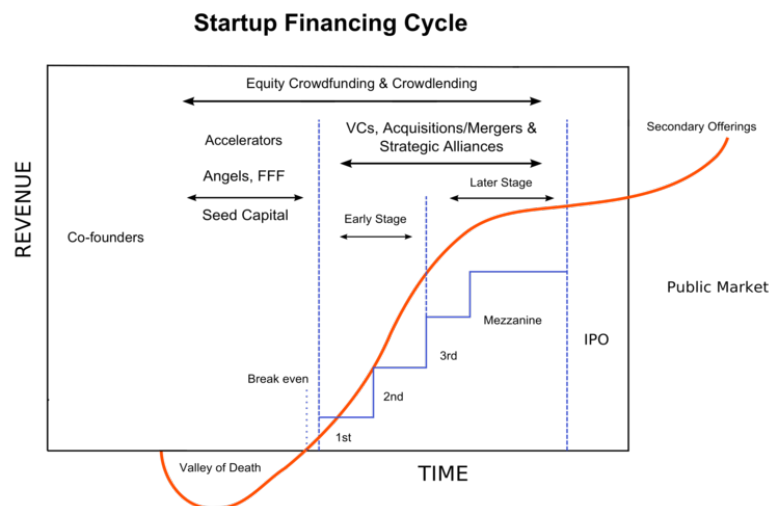 Startup Financing Cycle
Equity Crowdfunding & Crowdlending
Accelerators
Angels, FFF
Seed Capital
VCs, Acquisitions/Mergers &
Strategic Alliances
Secondary Offerings
Later Stage
Early Stage
Co-founders
REVENUE
Public Market
Mezzanine
IPO
3rd
Break even
2nd
1st
Valley of Death
TIME